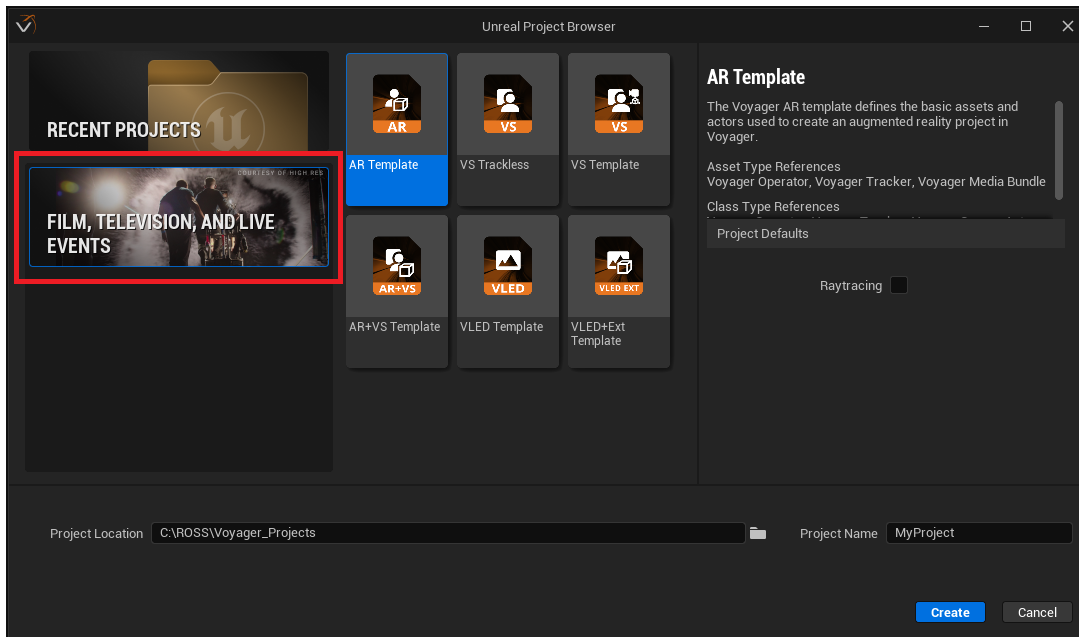 Unreal Project Browser
RECENT PROJECTS
COURTESY OF HIGH RES
FILM, TELEVISION, AND LIVE
EVENTS
AR
AR Template
VS
VS Trackless
VS
VS Template
AR+VS
AR+VS Template
VLED
VLED Template
VLED EXT
VLED+Ext
Template
AR Template
The Voyager AR template defines the basic assets and
actors used to create an augmented reality project in
Voyager.
Asset Type References
Voyager Operator, Voyager Tracker, Voyager Media Bundle
Class Type References
Project Defaults
Raytracing
Project Location
C:\ROSS\Voyager_Projects
Project Name
MyProject
Create
Cancel